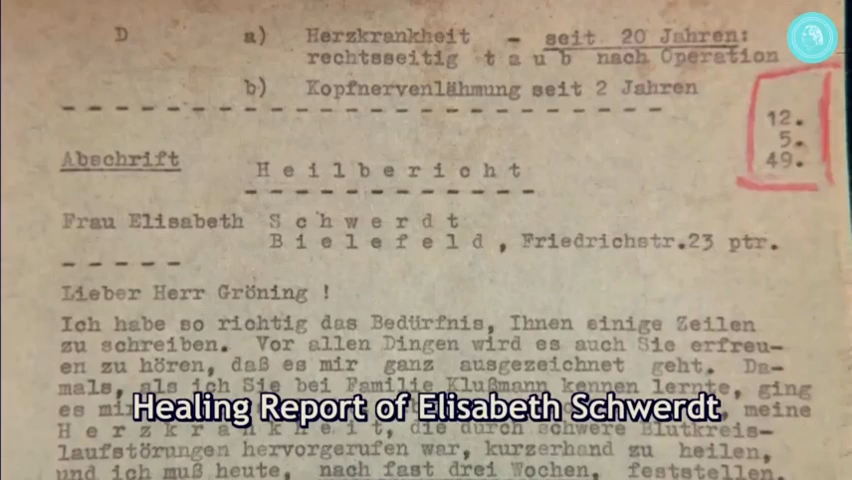 D a) Herzkrankheit - seit 20 Jahren:
rechtsseitig t a u b nach Operation
b) Kopfnervenlähmung seit 2 Jahren
12.
5.
49.
Abschrift
H e i l b e r i c h t
Frau Elisabeth S c h w e r d t
B i e l e f e l d , Friedrichstr.23 ptr.
Lieber Herr Gröning !
Ich habe so richtig das Bedürfnis, Ihnen einige Zeilen
zu schreiben. Vor allen Dingen wird es auch Sie erfreu-
en zu hören, daß es mir ganz ausgezeichnet geht. Da-
mals, als ich Sie bei Familie Klußmann kennen lernte, ging
es mir meine
Healing Report of Elisabeth Schwerdt
H e r z k r a n k h e i t, die durch schwere Blutkreis-
laufstörungen hervorgerufen war, kurzerhand zu heilen,
und ich muß heute, nach fast drei Wochen, feststellen,